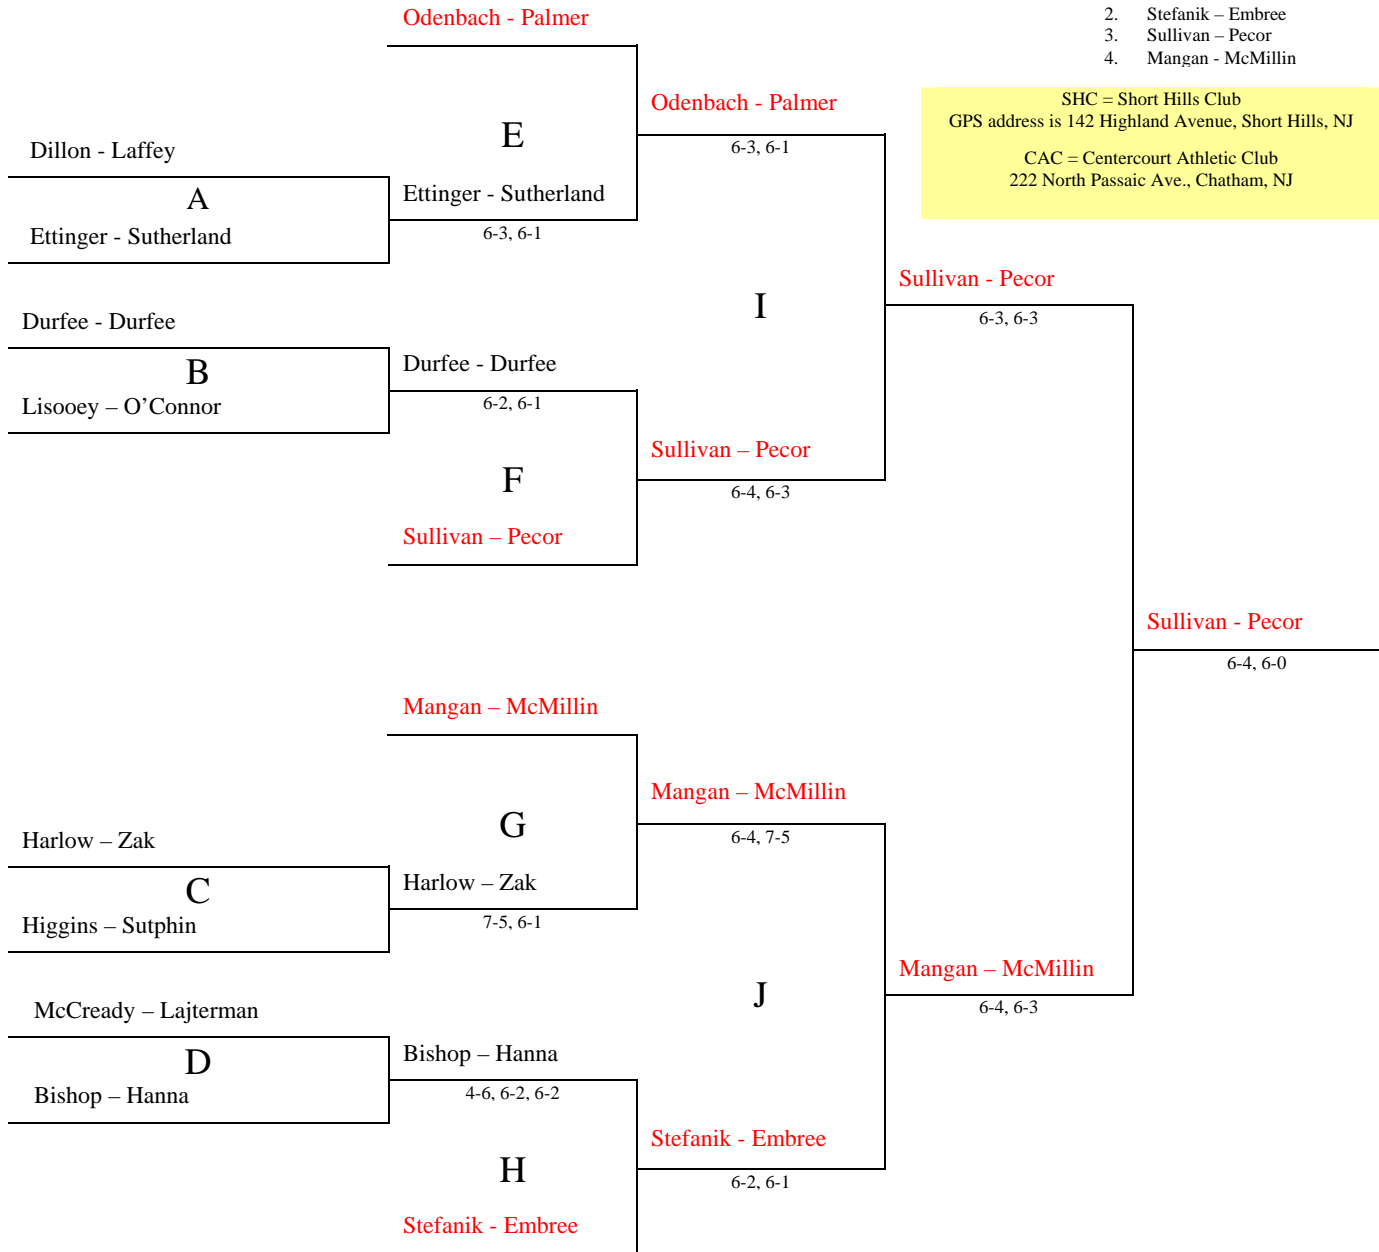 Odenbach - Palmer
2. Stefanik – Embree
3. Sullivan – Pecor
4. Mangan - McMillin
SHC = Short Hills Club
GPS address is 142 Highland Avenue, Short Hills, NJ
CAC = Centercourt Athletic Club
222 North Passaic Ave., Chatham, NJ
Odenbach - Palmer
6-3, 6-1
E
Dillon - Laffey
A
Ettinger - Sutherland
Ettinger - Sutherland
6-3, 6-1
Sullivan - Pecor
6-3, 6-3
I
Durfee - Durfee
B
Lisooey – O’Connor
Durfee - Durfee
6-2, 6-1
Sullivan – Pecor
6-4, 6-3
F
Sullivan – Pecor
Sullivan - Pecor
6-4, 6-0
Mangan – McMillin
Mangan – McMillin
6-4, 7-5
G
Harlow – Zak
C
Higgins – Sutphin
Harlow – Zak
7-5, 6-1
Mangan – McMillin
6-4, 6-3
J
McCready – Lajterman
D
Bishop – Hanna
Bishop – Hanna
4-6, 6-2, 6-2
Stefanik - Embree
6-2, 6-1
H
Stefanik - Embree